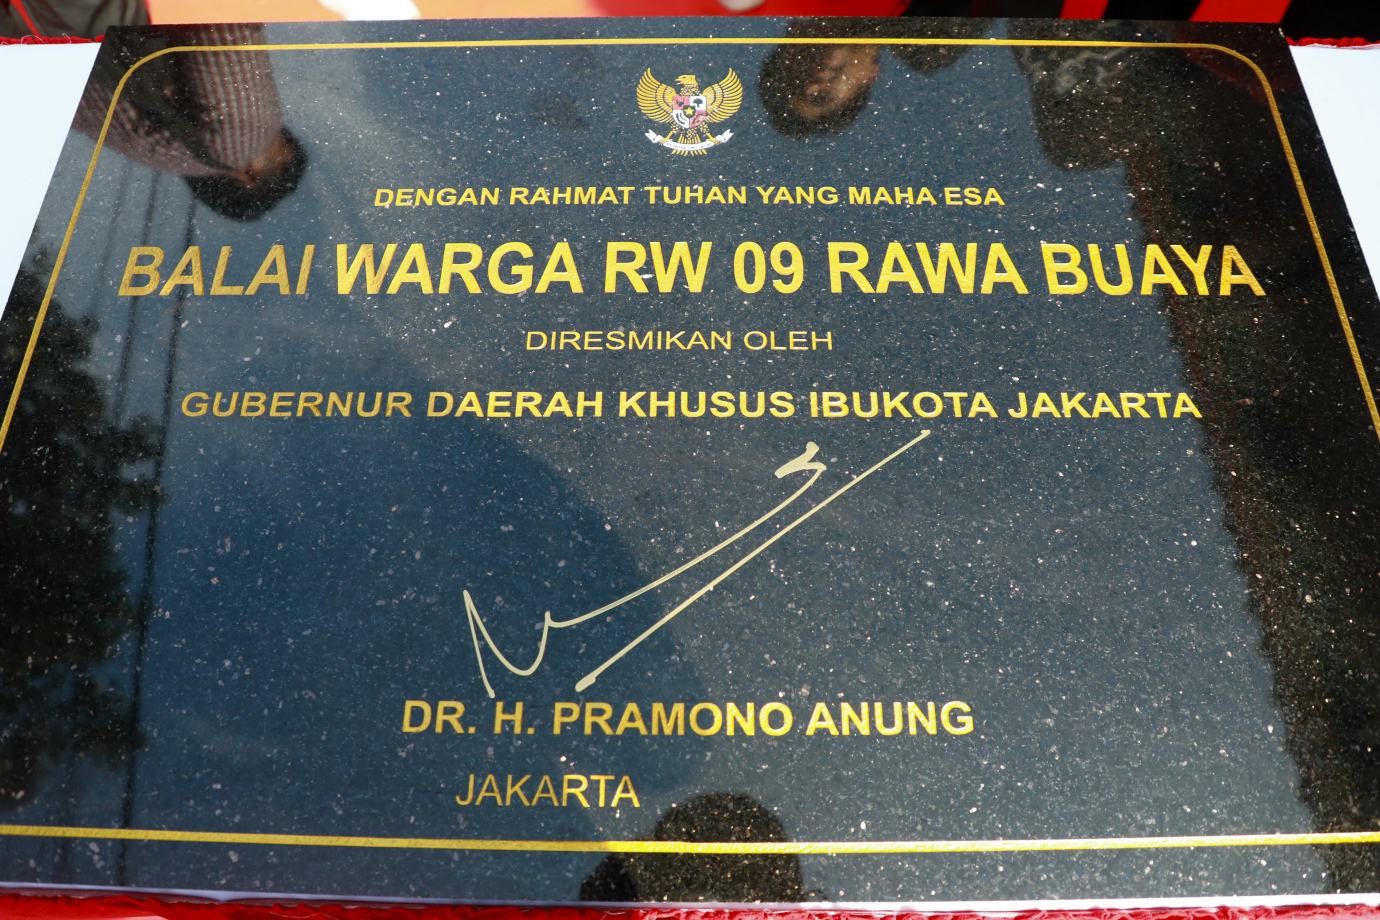 DENGAN RAHMAT TUHAN YANG MAHA ESA
BALAI WARGA RW 09 RAWA BUAYA
DIRESMIKAN OLEH
GUBERNUR DAERAH KHUSUS IBUKOTA JAKARTA
DR. H. PRAMONO ANUNG
JAKARTA